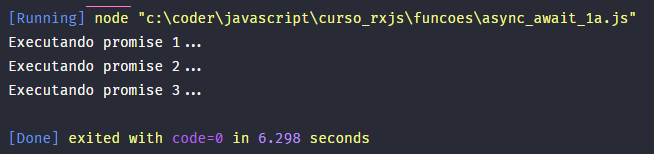 [Running] node "c:\coder\javascript\curso_rxjs\funcoes\async_await_1a.js"
Executando promise 1...
Executando promise 2...
Executando promise 3...
[Done] exited with code=0 in 6.298 seconds